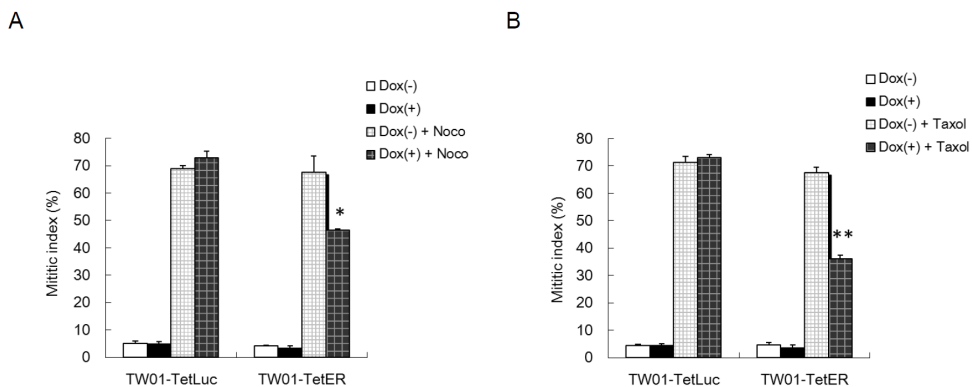 A
Dox(-)
Dox(+)
Dox(-) + Noco
Dox(+) + Noco
Mititic index (%)
80
70
60
50
40
30
20
10
0
*
TW01-TetLuc
TW01-TetER
B
Dox(-)
Dox(+)
Dox(-) + Taxol
Dox(+) + Taxol
Mititic index (%)
80
70
60
50
40
30
20
10
0
**
TW01-TetLuc
TW01-TetER